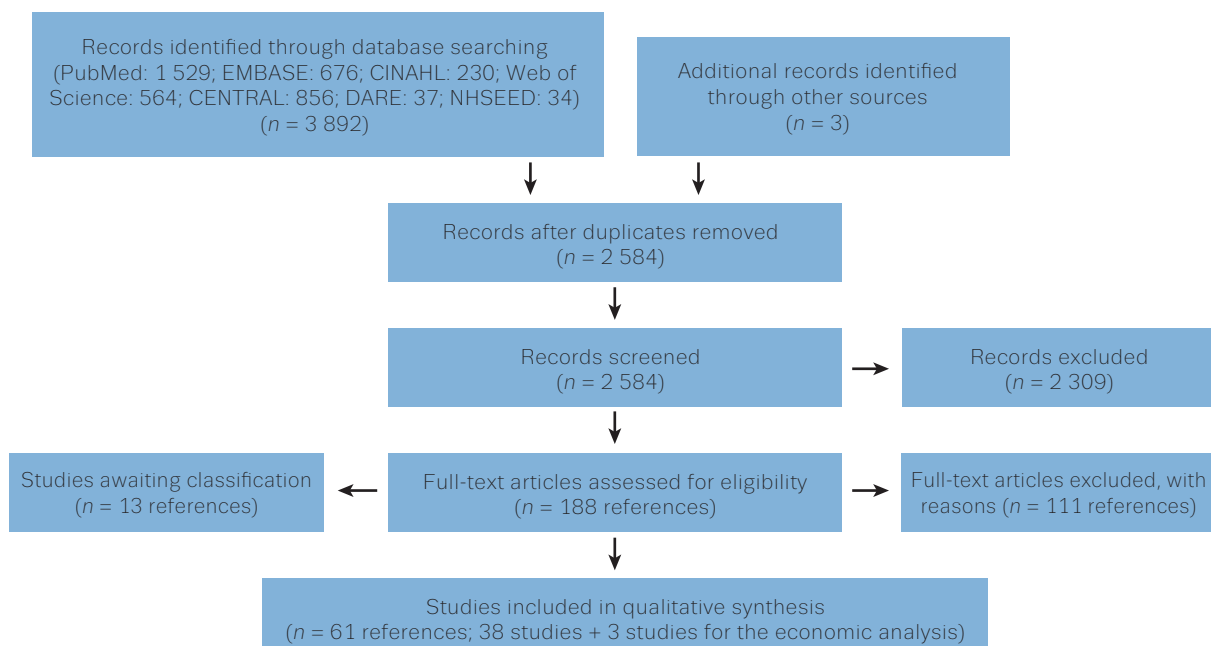 Records identified through database searching
(PubMed: 1 529; EMBASE: 676; CINAHL: 230; Web of
Science: 564; CENTRAL: 856; DARE: 37; NHSEED: 34)
(n = 3 892)
Additional records identified
through other sources
(n = 3)
Records after duplicates removed
(n = 2 584)
Records screened
(n = 2 584)
Records excluded
(n = 2 309)
Studies awaiting classification
(n = 13 references)
Full-text articles assessed for eligibility
(n = 188 references)
Full-text articles excluded, with
reasons (n = 111 references)
Studies included in qualitative synthesis
(n = 61 references; 38 studies + 3 studies for the economic analysis)